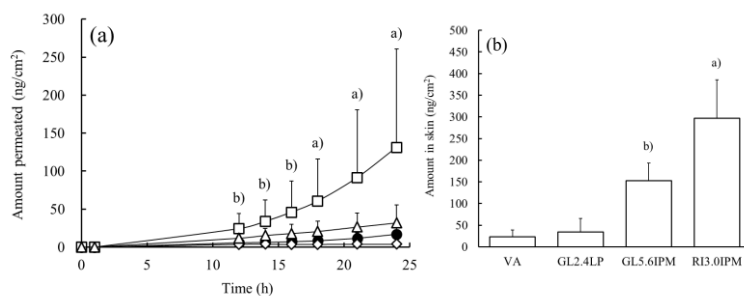 (a)
Amount permeated (ng/cm²)
300
250
200
150
100
50
0
b)
b)
b)
a)
a)
a)
0
5
10
15
20
25
Time (h)
(b)
Amount in skin (ng/cm²)
500
450
400
350
300
250
200
150
100
50
0
b)
a)
VA
GL2.4LP
GL5.6IPM
RI3.0IPM